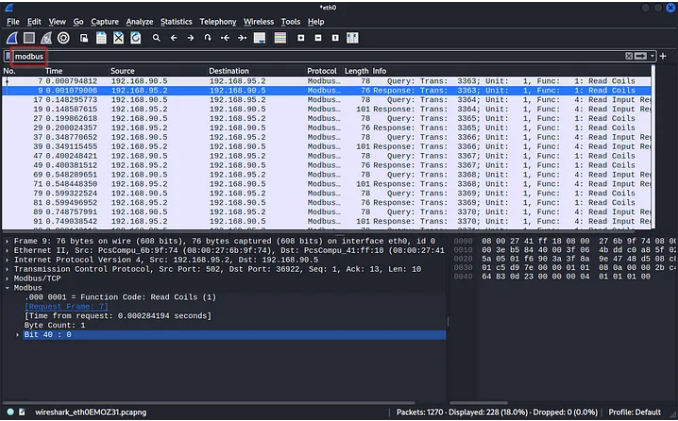 *eth0
File Edit View Go Capture Analyze Statistics Telephony Wireless Tools Help
modbus
No. Time Source Destination Protocol Length Info
7 0.000794812 192.168.90.5 192.168.95.2 Modbus… 78 Query: Trans: 3363; Unit: 1, Func: 1: Read Coils
9 0.001079006 192.168.95.2 192.168.90.5 Modbus… 76 Response: Trans: 3363; Unit: 1, Func: 1: Read Coils
17 0.148295773 192.168.90.5 192.168.95.2 Modbus… 78 Query: Trans: 3364; Unit: 1, Func: 4: Read Input Re
19 0.148587615 192.168.95.2 192.168.90.5 Modbus… 101 Response: Trans: 3364; Unit: 1, Func: 4: Read Input Re
27 0.199862618 192.168.90.5 192.168.95.2 Modbus… 78 Query: Trans: 3365; Unit: 1, Func: 1: Read Coils
29 0.200024357 192.168.95.2 192.168.90.5 Modbus… 76 Response: Trans: 3365; Unit: 1, Func: 1: Read Coils
37 0.348770652 192.168.90.5 192.168.95.2 Modbus… 78 Query: Trans: 3366; Unit: 1, Func: 4: Read Input Re
39 0.349115455 192.168.95.2 192.168.90.5 Modbus… 101 Response: Trans: 3366; Unit: 1, Func: 4: Read Input Re
47 0.400248421 192.168.90.5 192.168.95.2 Modbus… 78 Query: Trans: 3367; Unit: 1, Func: 1: Read Coils
49 0.400381512 192.168.95.2 192.168.90.5 Modbus… 76 Response: Trans: 3367; Unit: 1, Func: 1: Read Coils
69 0.548289651 192.168.90.5 192.168.95.2 Modbus… 78 Query: Trans: 3368; Unit: 1, Func: 4: Read Input Re
71 0.548448350 192.168.95.2 192.168.90.5 Modbus… 101 Response: Trans: 3368; Unit: 1, Func: 4: Read Input Re
79 0.599322524 192.168.90.5 192.168.95.2 Modbus… 78 Query: Trans: 3369; Unit: 1, Func: 1: Read Coils
81 0.599496952 192.168.95.2 192.168.90.5 Modbus… 76 Response: Trans: 3369; Unit: 1, Func: 1: Read Coils
89 0.748757991 192.168.90.5 192.168.95.2 Modbus… 78 Query: Trans: 3370; Unit: 1, Func: 4: Read Input Re
91 0.749038542 192.168.95.2 192.168.90.5 Modbus… 101 Response: Trans: 3370; Unit: 1, Func: 4: Read Input Re
Frame 9: 76 bytes on wire (608 bits), 76 bytes captured (608 bits) on interface eth0, id 0
Ethernet II, Src: PcsCompu_6b:9f:74 (08:00:27:6b:9f:74), Dst: PcsCompu_41:ff:18 (08:00:27:41
Internet Protocol Version 4, Src: 192.168.95.2, Dst: 192.168.90.5
Transmission Control Protocol, Src Port: 502, Dst Port: 36922, Seq: 1, Ack: 13, Len: 10
Modbus/TCP
Modbus
.000 0001 = Function Code: Read Coils (1)
[Request Frame: 7]
[Time from request: 0.000284194 seconds]
Byte Count: 1
Bit 40 : 0
0000 08 00 27 41 ff 18 08 00 27 6b 9f 74 08 0
0010 00 3e b5 84 40 00 3f 06 4b dd c0 a8 5f 0
0020 5a 05 01 f6 90 3a 3f 8a 9e 47 48 d5 08 c
0030 01 c5 d9 7e 00 00 01 01 08 0a 00 00 2b c
0040 64 83 0d 23 00 00 00 04 01 01 01 00
wireshark_eth0EMOZ31.pcapng
Packets: 1270 · Displayed: 228 (18.0%) · Dropped: 0 (0.0%)
Profile: Default